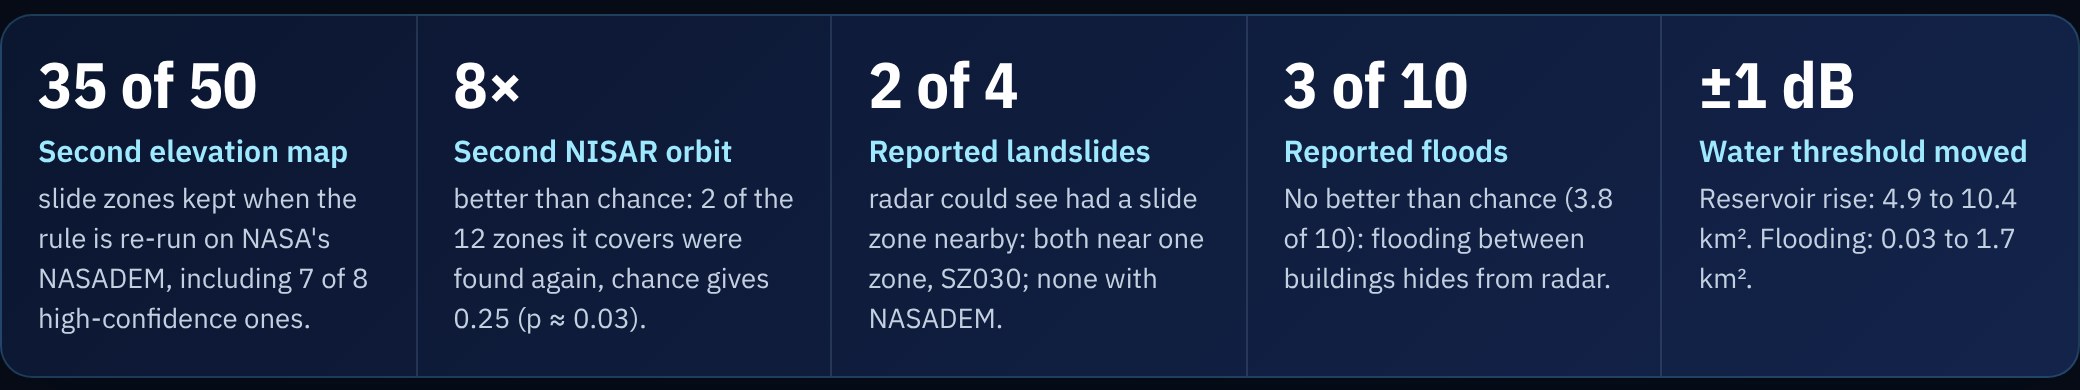 35 of 50
Second elevation map
slide zones kept when the
rule is re-run on NASA's
NASADEM, including 7 of 8
high-confidence ones.
8×
Second NISAR orbit
better than chance: 2 of the
12 zones it covers were
found again, chance gives
0.25 (p ≈ 0.03).
2 of 4
Reported landslides
radar could see had a slide
zone nearby: both near one
zone, SZ030; none with
NASADEM.
3 of 10
Reported floods
No better than chance (3.8
of 10): flooding between
buildings hides from radar.
±1 dB
Water threshold moved
Reservoir rise: 4.9 to 10.4
km². Flooding: 0.03 to 1.7
km².